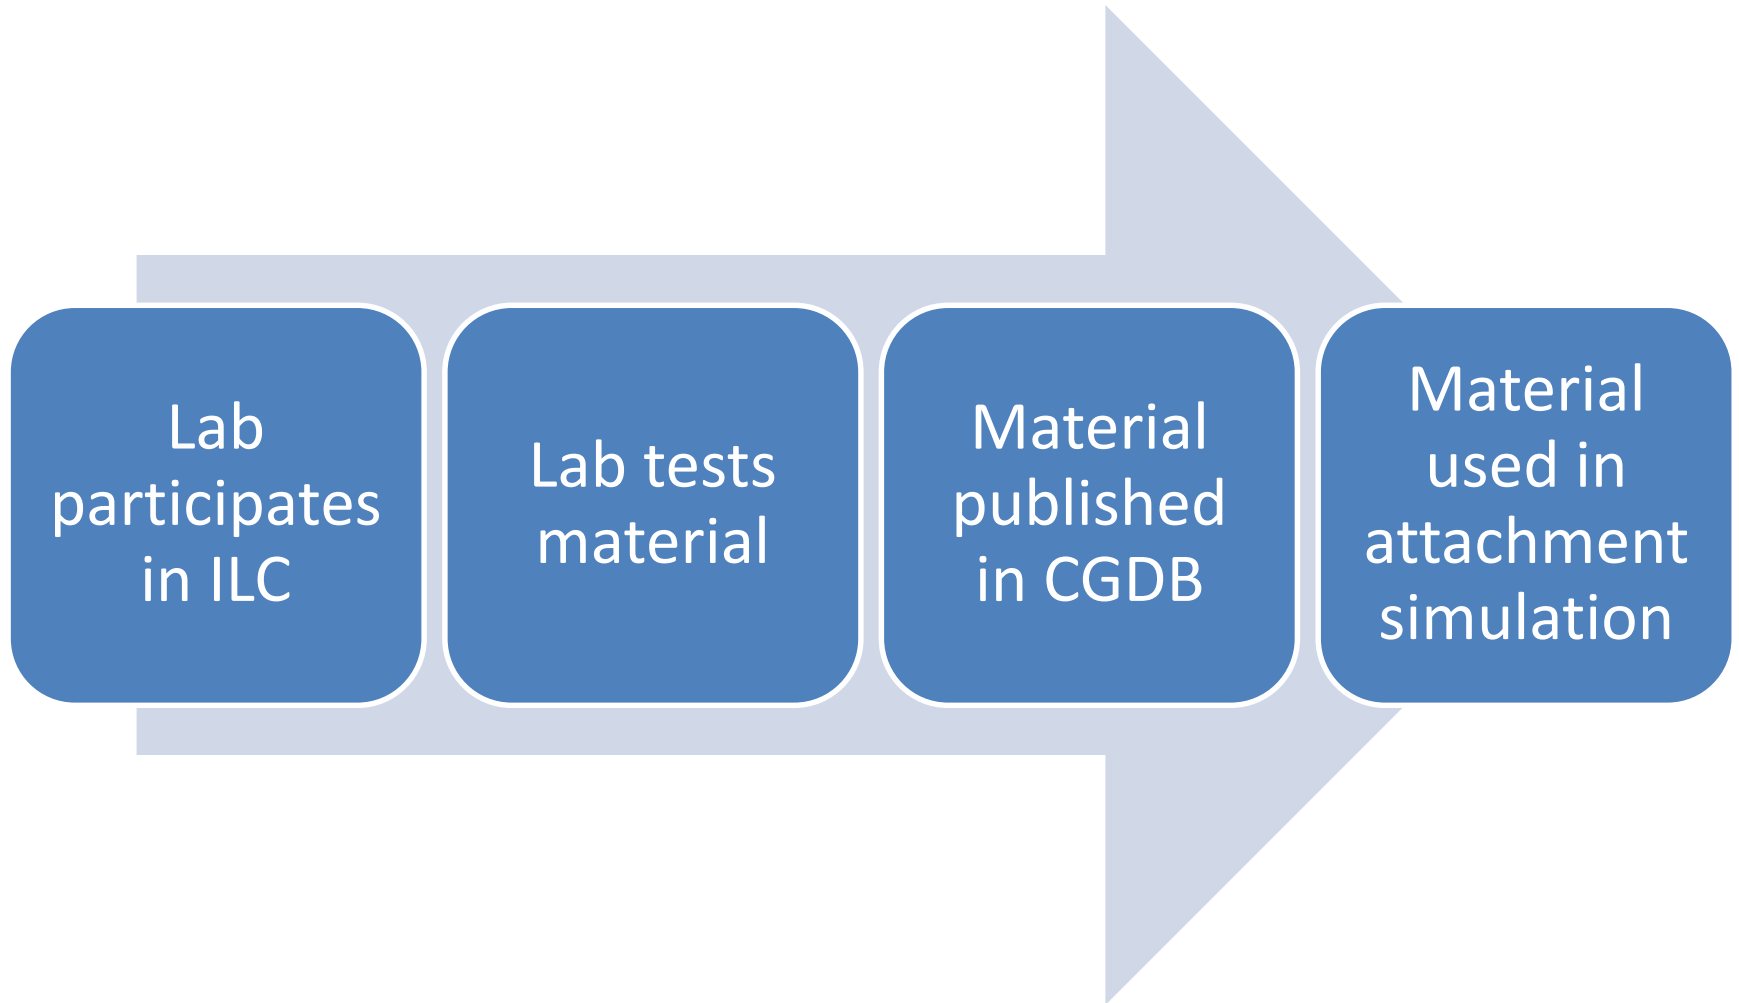 Lab
participates
in ILC
Lab tests
material
Material
published
in CGDB
Material
used in
attachment
simulation